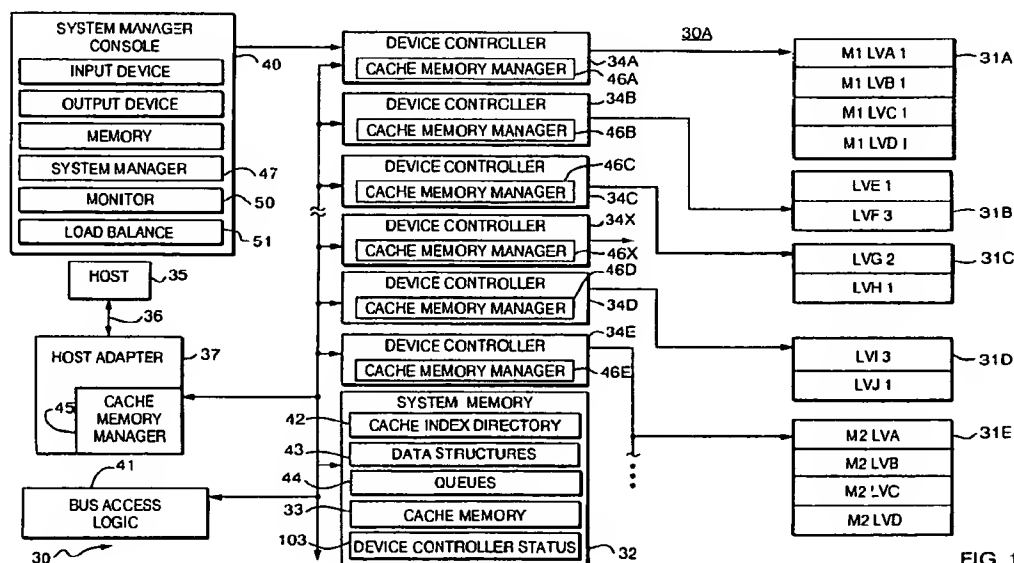 SYSTEM MANAGER
CONSOLE
INPUT DEVICE
OUTPUT DEVICE
MEMORY
SYSTEM MANAGER
MONITOR
LOAD BALANCE
40
47
50
51
HOST
35
36
37
HOST ADAPTER
45
CACHE
MEMORY
MANAGER
41
BUS ACCESS
LOGIC
30
DEVICE CONTROLLER
CACHE MEMORY MANAGER
34A
46A
DEVICE CONTROLLER
CACHE MEMORY MANAGER
34B
46B
DEVICE CONTROLLER
CACHE MEMORY MANAGER
46C
34C
DEVICE CONTROLLER
CACHE MEMORY MANAGER
34X
46X
DEVICE CONTROLLER
CACHE MEMORY MANAGER
46D
34D
DEVICE CONTROLLER
CACHE MEMORY MANAGER
34E
46E
SYSTEM MEMORY
42
CACHE INDEX DIRECTORY
43
DATA STRUCTURES
44
QUEUES
33
CACHE MEMORY
103
DEVICE CONTROLLER STATUS
32
30A
M1 LVA 1
M1 LVB 1
M1 LVC 1
M1 LVD I
31A
LVE 1
LVF 3
31B
LVG 2
LVH 1
31C
LVI 3
LVJ 1
31D
M2 LVA
M2 LVB
M2 LVC
M2 LVD
31E
FIG. 1